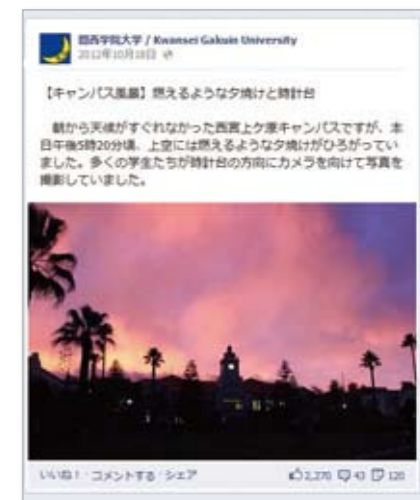 関西学院大学 / Kwansei Gakuin University
2012年10月18日
【キャンパス風景】燃えるような夕焼けと時計台
朝から天候がすぐれなかった西宮上ケ原キャンパスですが、本
日午後5時20分頃、上空には燃えるような夕焼けがひろがってい
ました。多くの学生たちが時計台の方向にカメラを向けて写真を
撮影していました。
いいね！ · コメントする · シェア 2,270 43 120